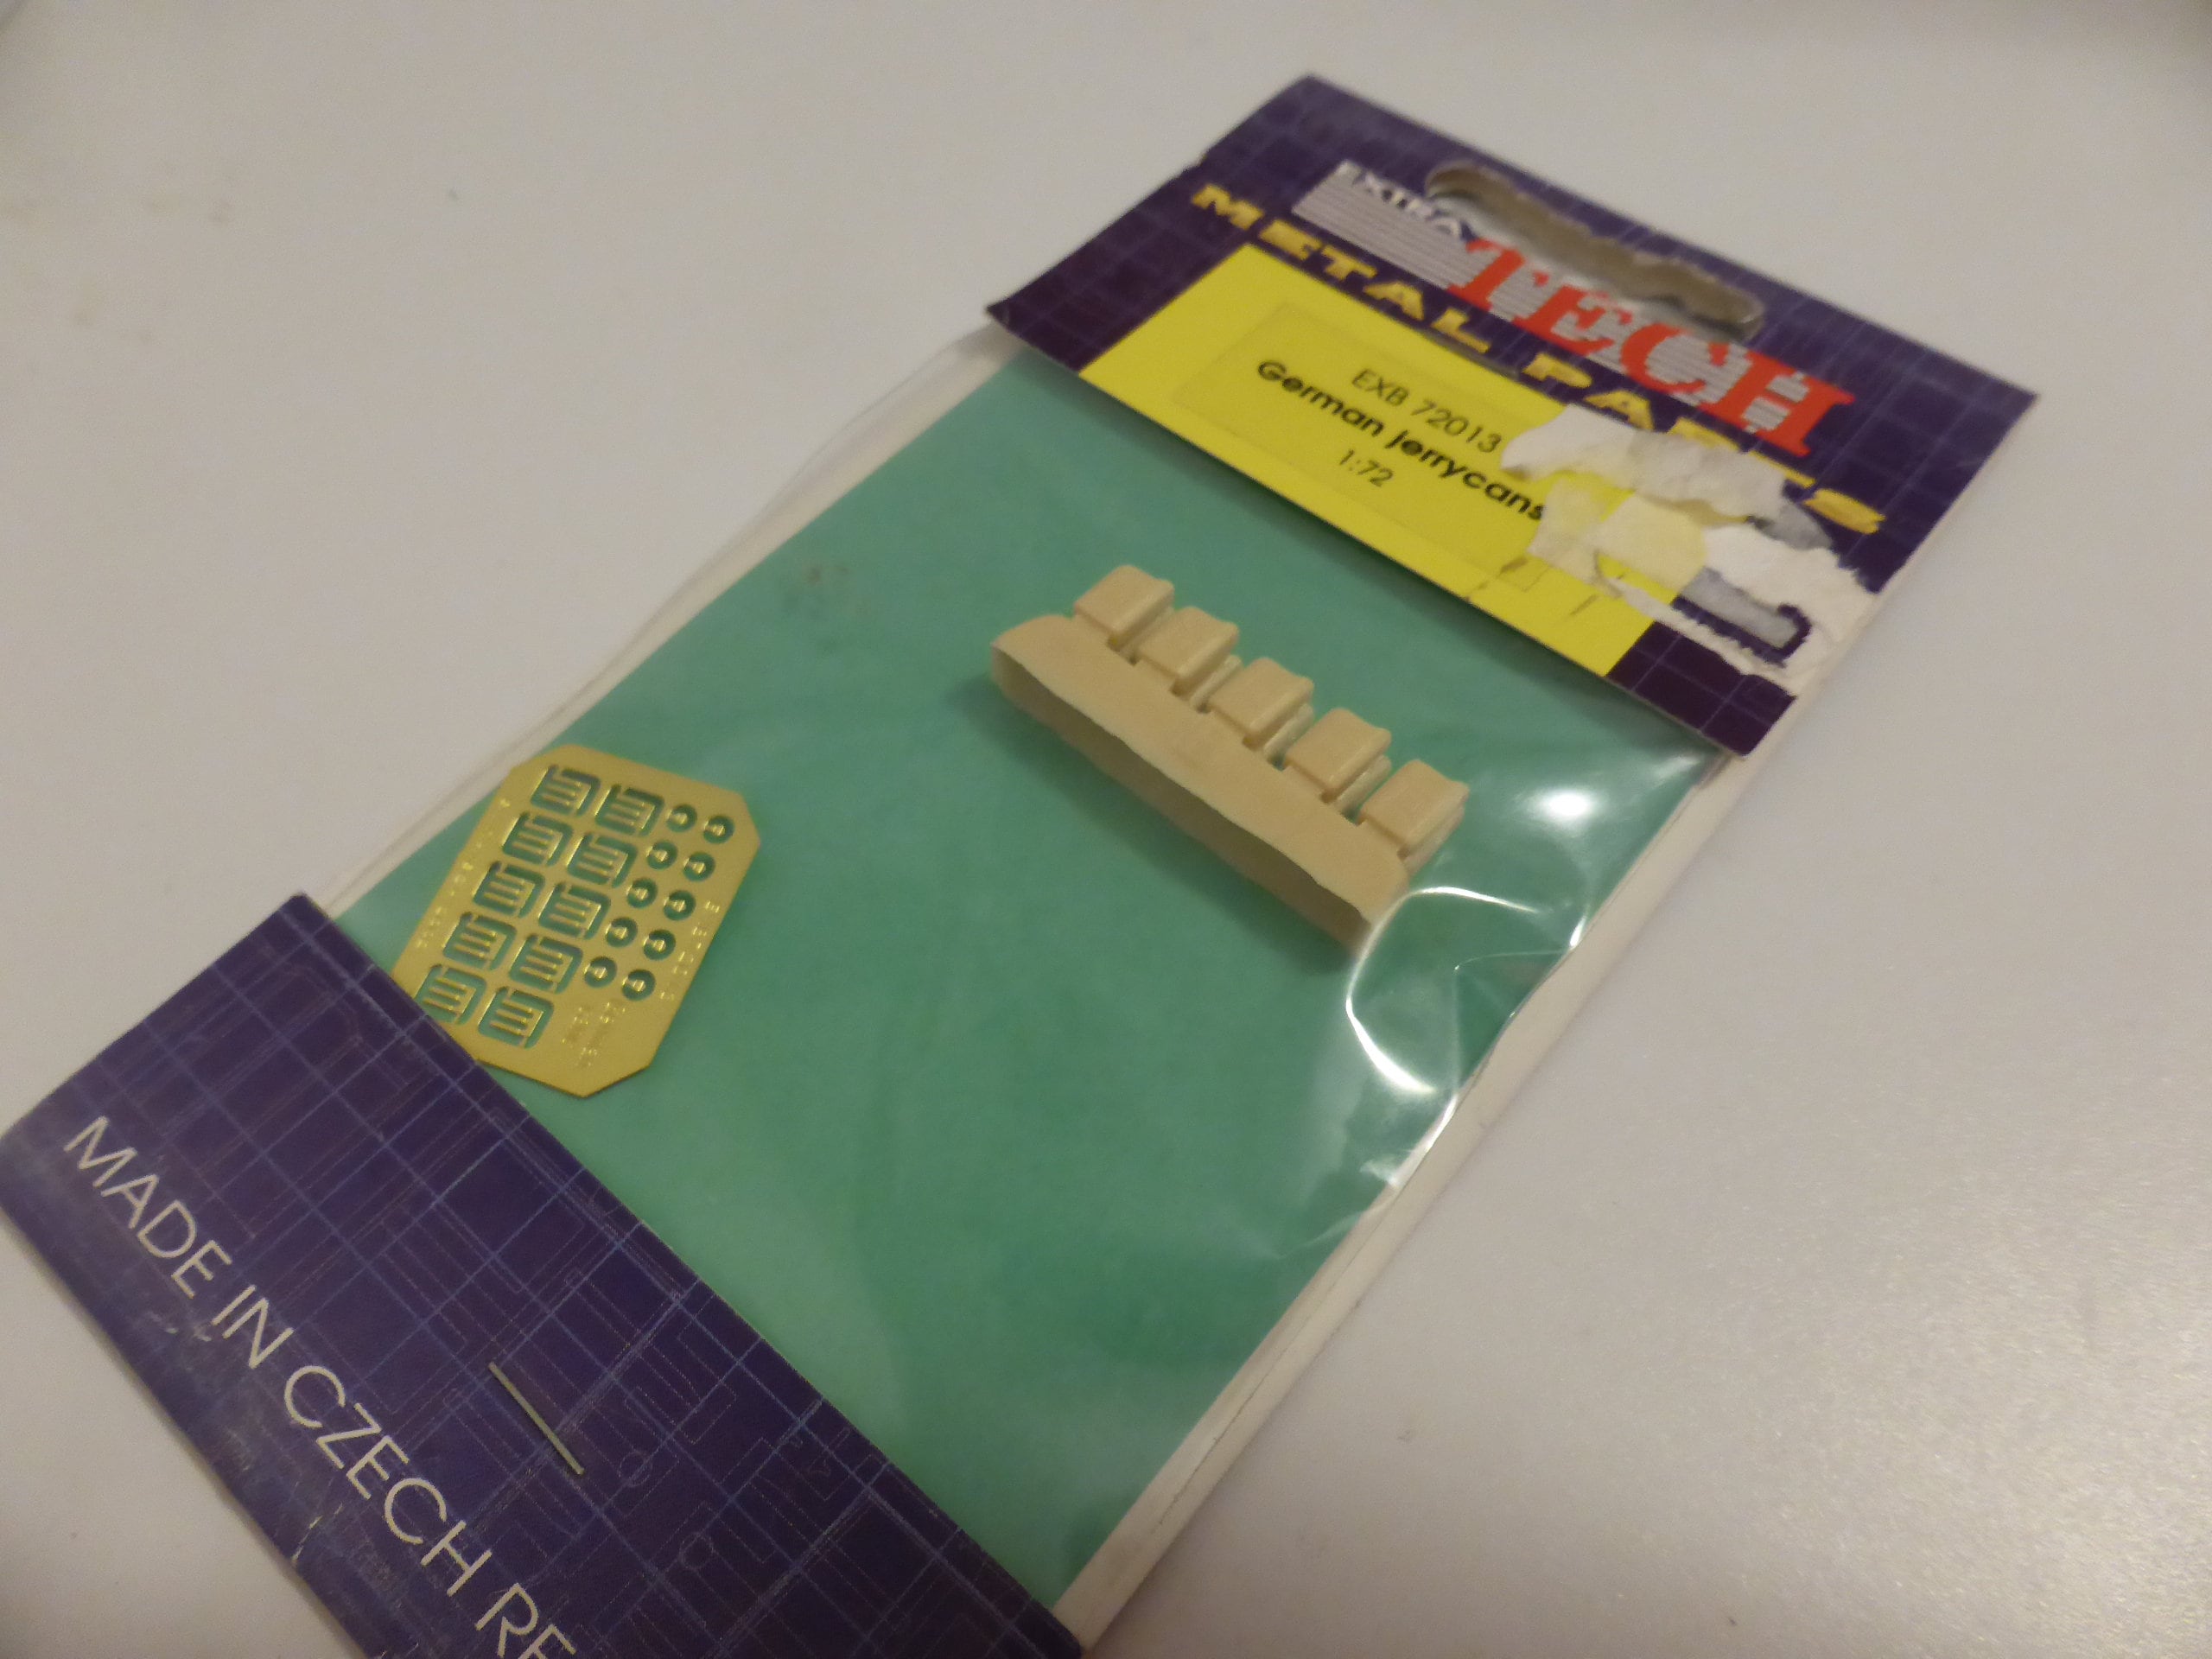 EXTRA
TECH
METAL PARTS
EXB 72013
German jerrycans
1:72
MADE IN CZECH RE